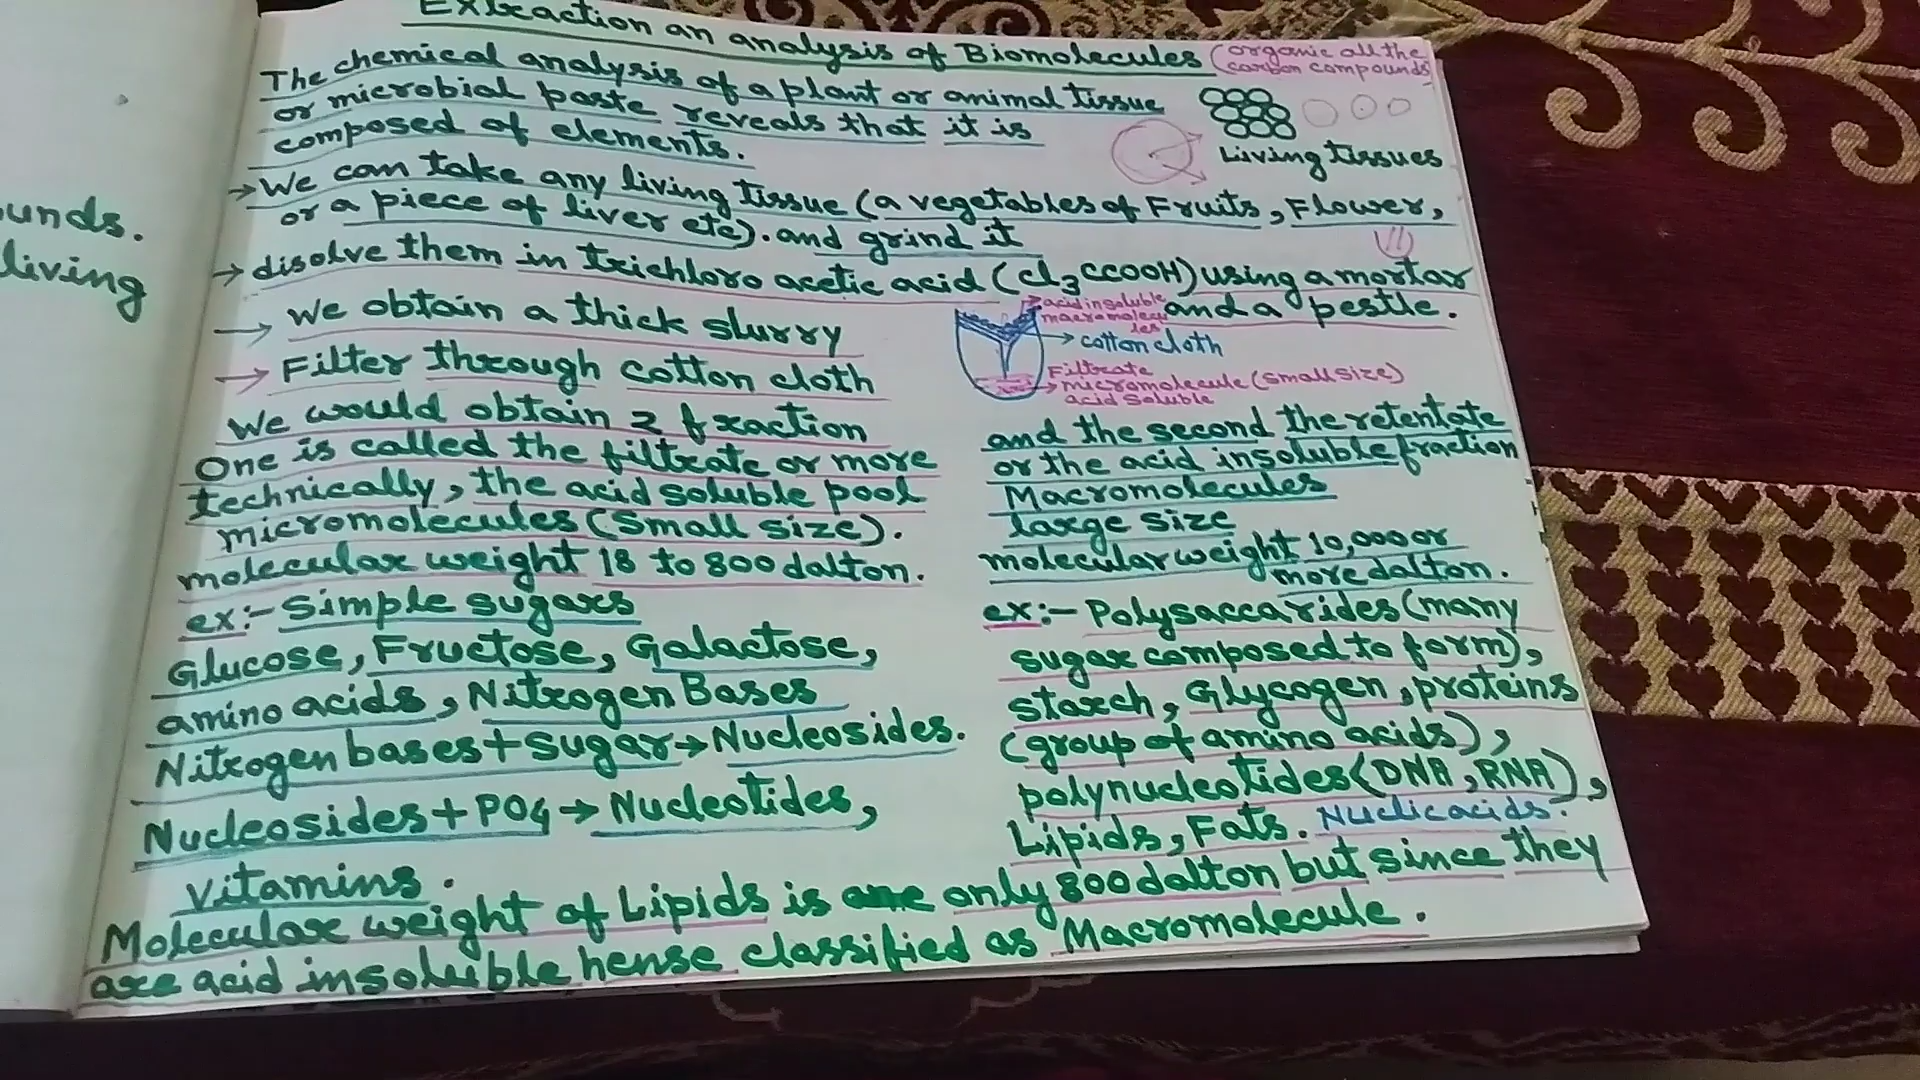 Extraction an analysis of Biomolecules (organic all the
carbon compounds
The chemical analysis of a plant or animal tissue
or microbial paste reveals that it is
composed of elements.
Living tissues
→ We can take any living tissue (a vegetables of Fruits, Flower,
or a piece of liver etc). and grind it
→ disolve them in trichloro acetic acid (Cl3CCOOH) using a mortar
and a pestle.
→ We obtain a thick slurry
→ Filter through cotton cloth
acid insoluble
macromolecu
les
→ cotton cloth
Filtrate
→ micromolecule (small size)
acid soluble
We would obtain 2 fraction
One is called the filtrate or more
technically, the acid soluble pool
micromolecules (small size).
molecular weight 18 to 800 dalton.
ex:- Simple sugars
Glucose, Fructose, Galactose,
amino acids, Nitrogen Bases
Nitrogen bases + sugar → Nucleosides.
Nucleosides + PO4 → Nucleotides,
Vitamins.
and the second the retentate
or the acid insoluble fraction
Macromolecules
large size
molecular weight 10,000 or
more dalton.
ex:- Polysaccarides (many
sugar composed to form),
starch, Glycogen, proteins
(group of amino acids),
polynucleotides (DNA, RNA),
Lipids, Fats. Nuclicacids.
Molecular weight of Lipids is are only 800 dalton but since they
are acid insoluble hense classified as Macromolecule.
unds.
living